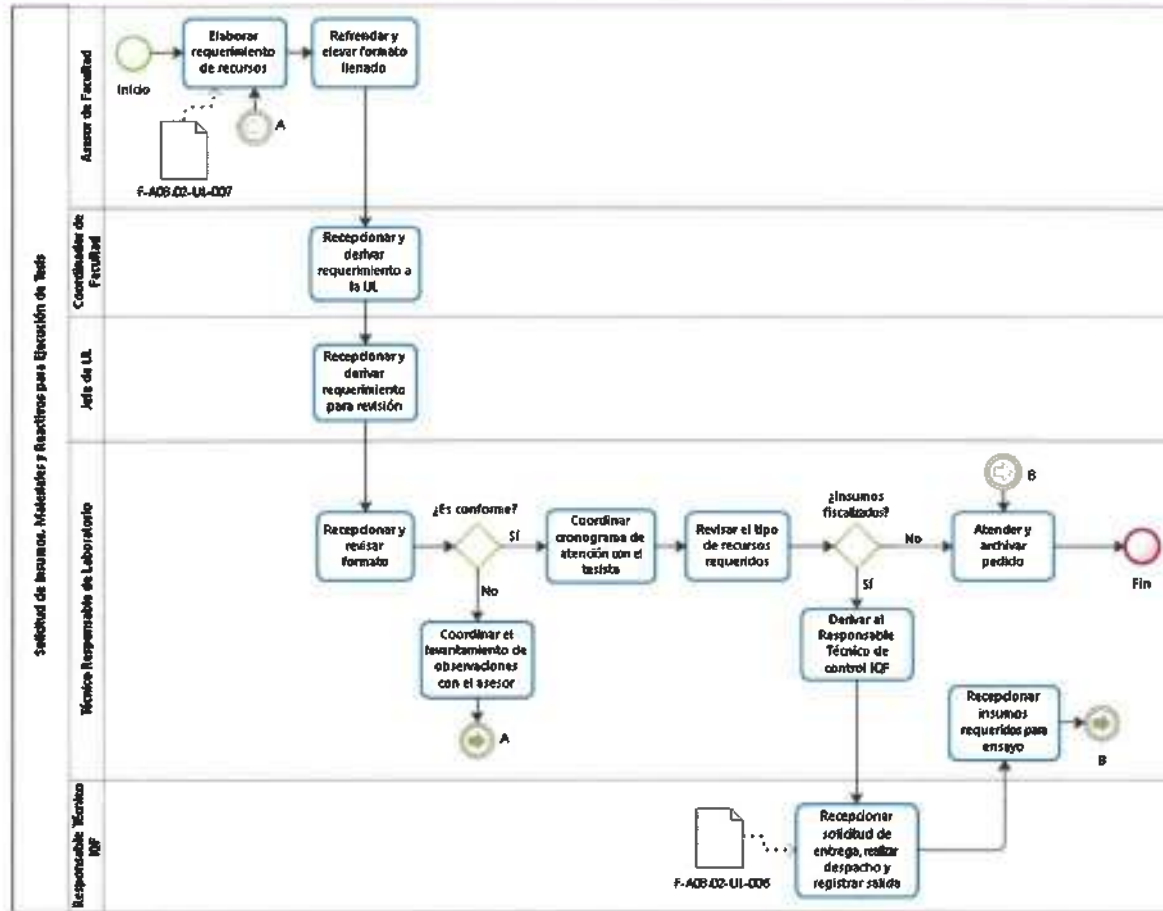 Solicitud de Insumos, Materiales y Reactivos para Ejecución de Tesis
Asesor de Facultad
Inicio
Elaborar
requerimiento
de recursos
Refrendar y
elevar formato
llenado
A
F-A08.02-UL-007
Coordinador de
Facultad
Recepcionar y
derivar
requerimiento a
la UL
Jefe de UL
Recepcionar y
derivar
requerimiento
para revisión
Técnico Responsable de Laboratorio
Recepcionar y
revisar
formato
¿Es conforme?
Sí
No
Coordinar
cronograma de
atención con el
tesista
Revisar el tipo
de recursos
requeridos
¿Insumos
fiscalizados?
No
Sí
B
Atender y
archivar
pedido
Fin
Coordinar el
levantamiento de
observaciones
con el asesor
A
Derivar al
Responsable
Técnico de
control IQF
Recepcionar
insumos
requeridos para
ensayo
B
Responsable Técnico
IQF
F-A08.02-UL-006
Recepcionar
solicitud de
entrega, realizar
despacho y
registrar salida